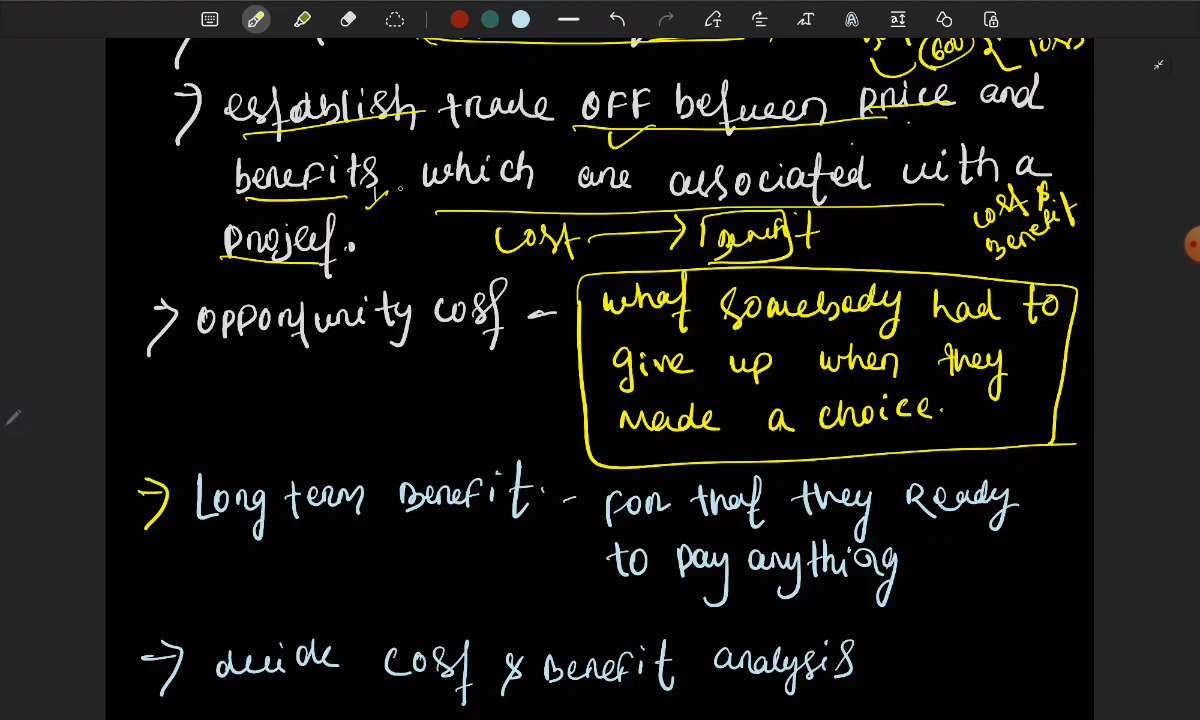 establish trade OFF between price and
benefits. which are associated with a
project.
cost → benefit
cost &
Benefit
→ opportunity cost -
what somebody had to
give up when they
made a choice.
→ Long term Benefit. - For that they Ready
to pay anything
→ decide cost & Benefit analysis